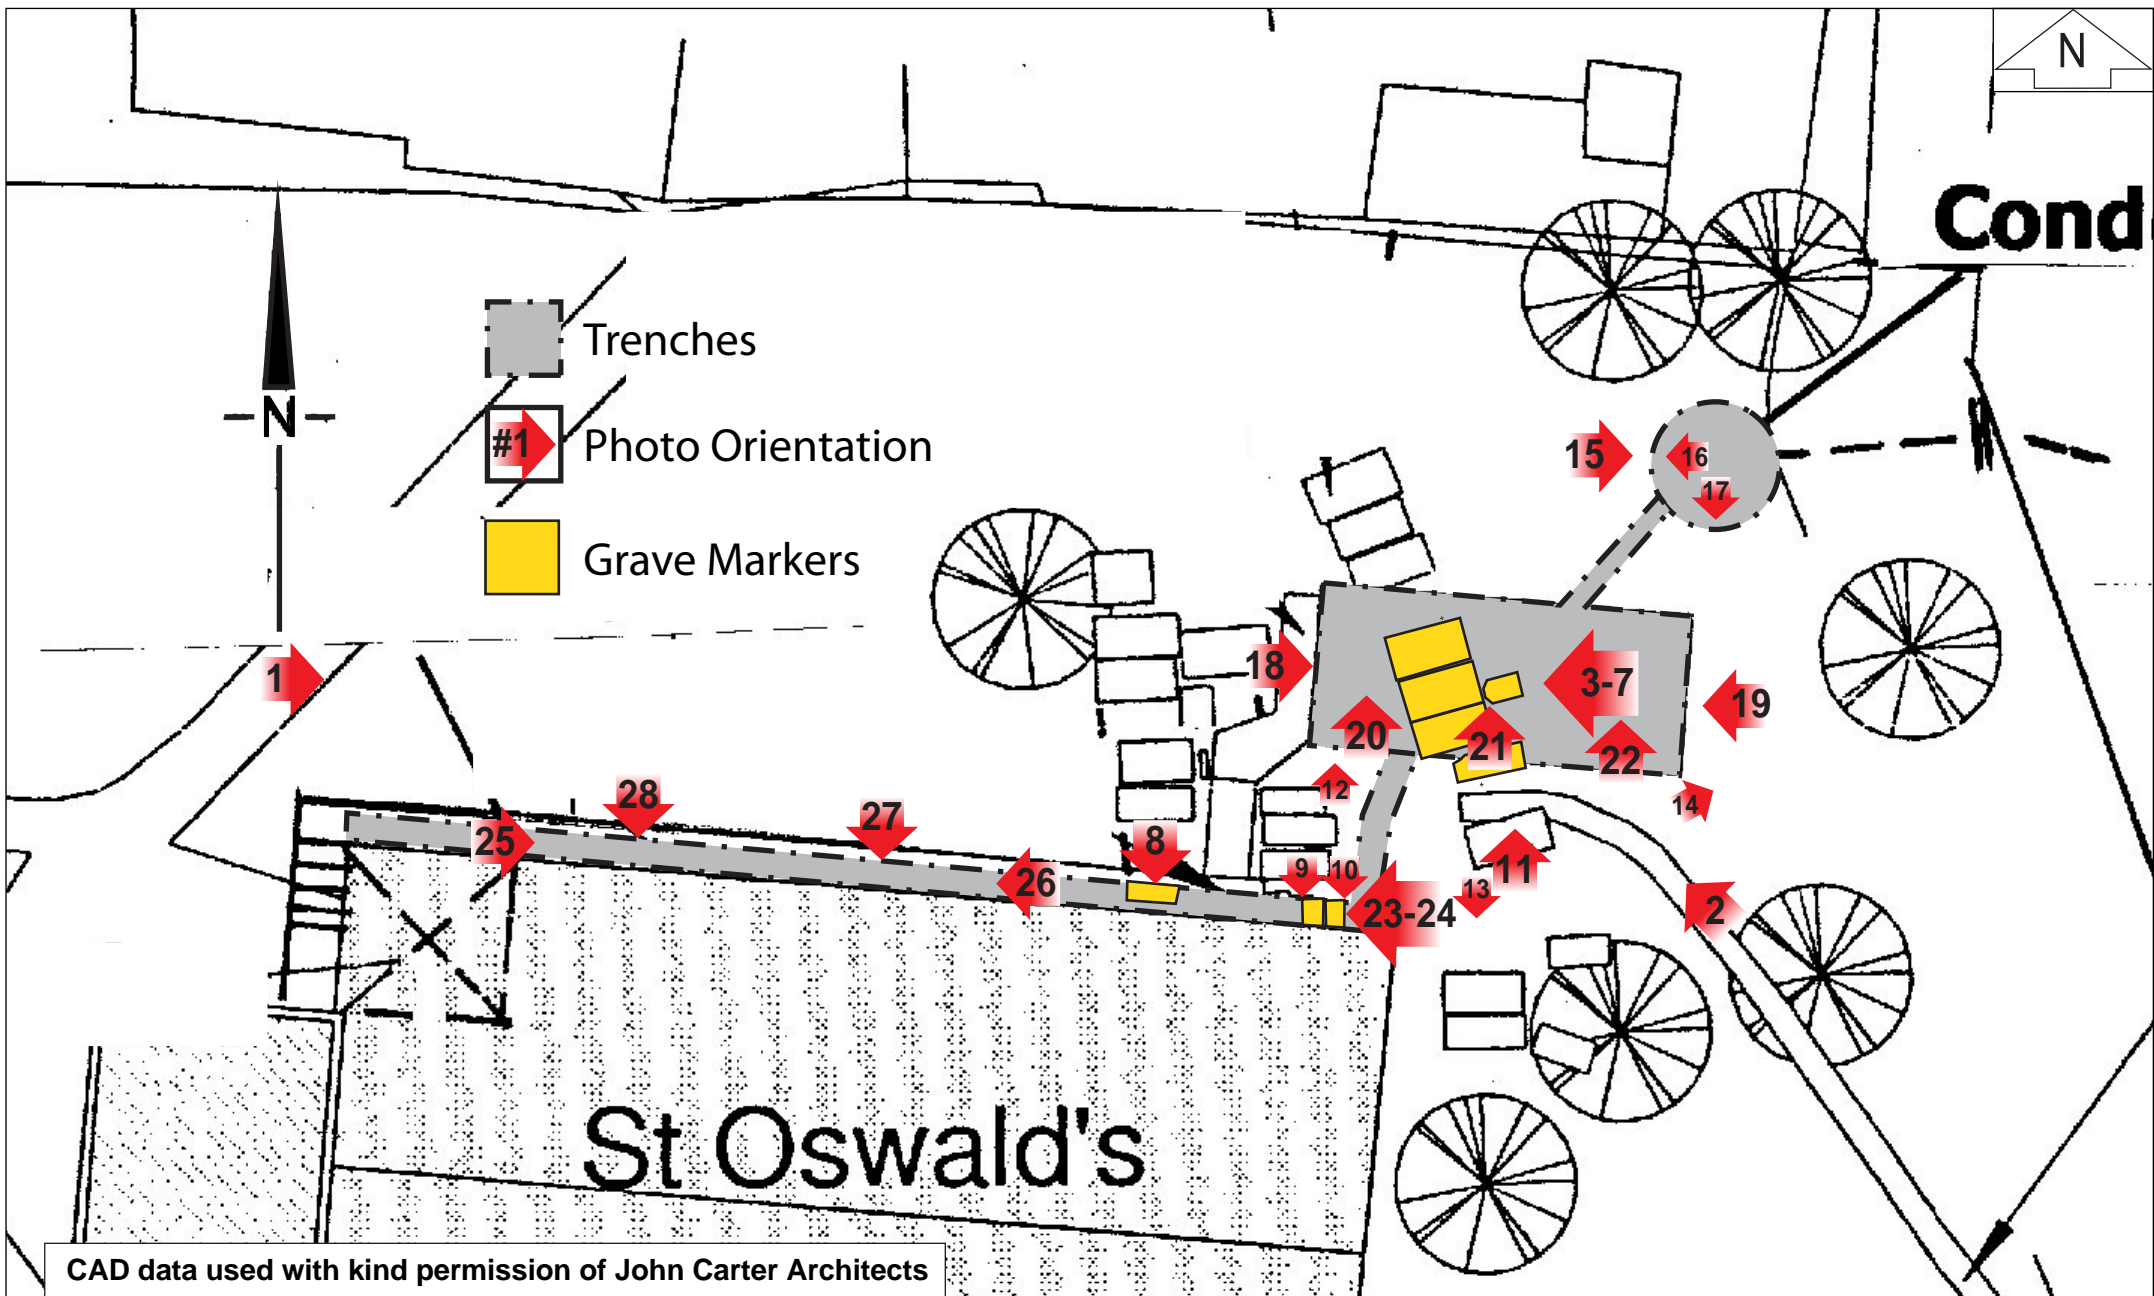 N
Cond
N
Trenches
#1 Photo Orientation
Grave Markers
15
16
17
18
3-7
19
1
20
21
22
12
14
28
27
25
8
26
9
10
11
13
23-24
2
St Oswald's
CAD data used with kind permission of John Carter Architects